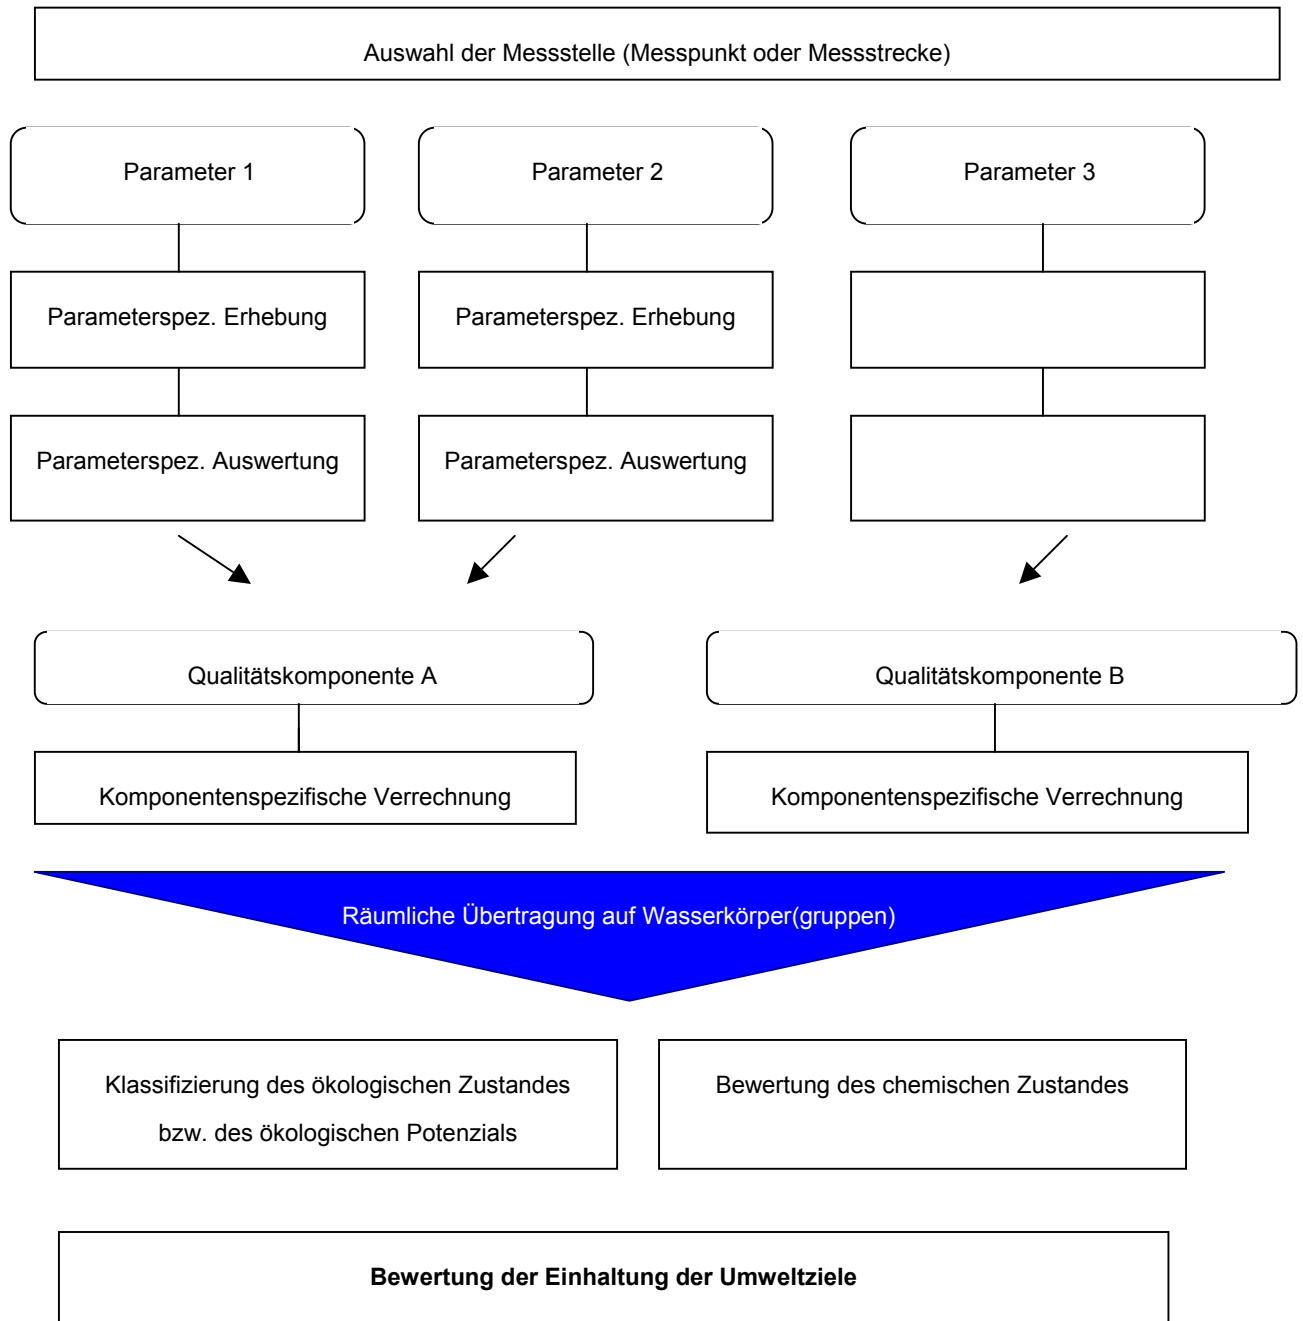 Auswahl der Messstelle (Messpunkt oder Messstrecke)
Parameter 1
Parameter 2
Parameter 3
Parameterspez. Erhebung
Parameterspez. Erhebung
Parameterspez. Auswertung
Parameterspez. Auswertung
Qualitätskomponente A
Qualitätskomponente B
Komponentenspezifische Verrechnung
Komponentenspezifische Verrechnung
Räumliche Übertragung auf Wasserkörper(gruppen)
Klassifizierung des ökologischen Zustandes
bzw. des ökologischen Potenzials
Bewertung des chemischen Zustandes
Bewertung der Einhaltung der Umweltziele